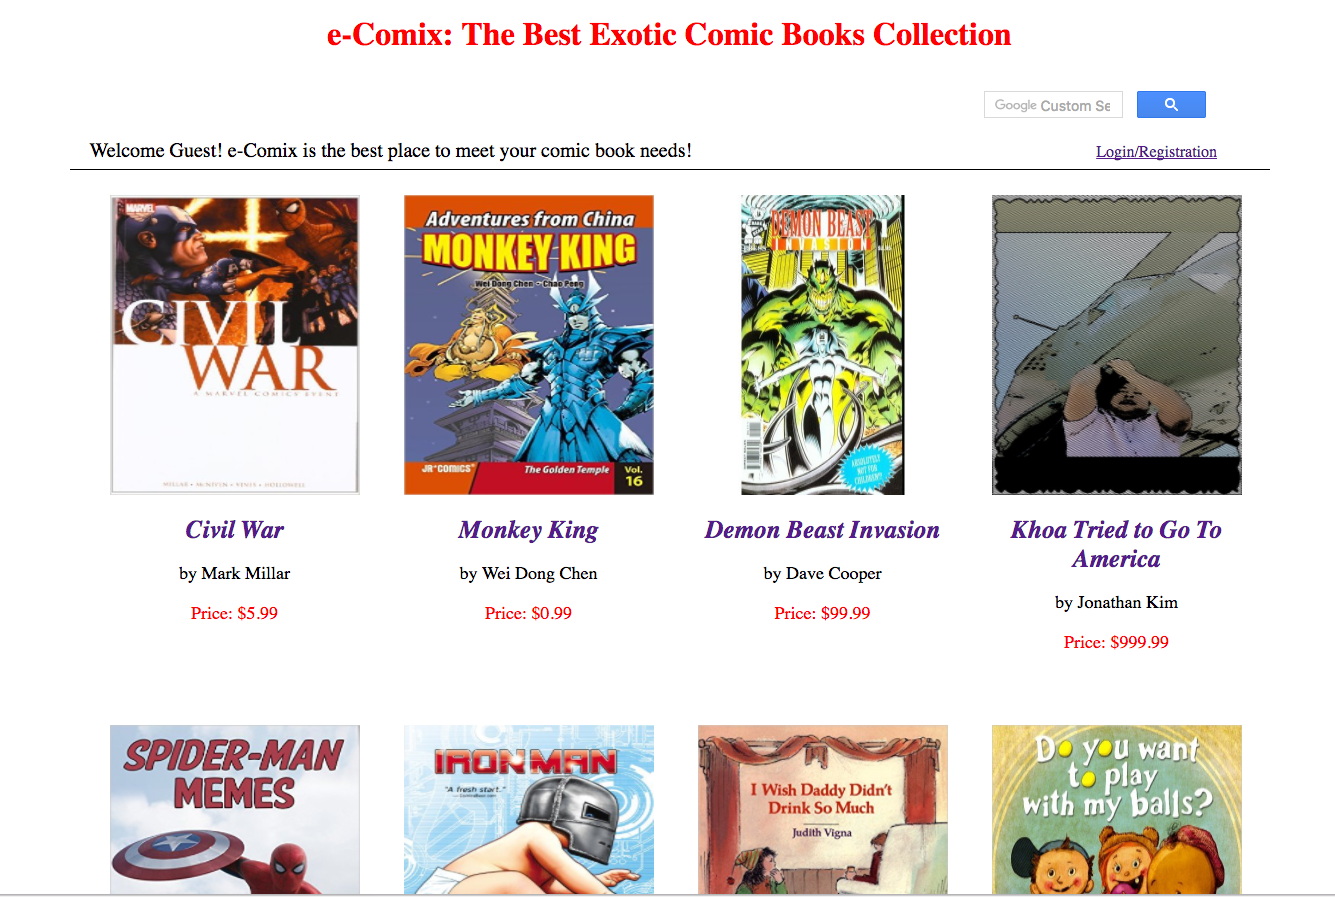 e-Comix: The Best Exotic Comic Books Collection
Google Custom Se
Welcome Guest! e-Comix is the best place to meet your comic book needs!
Login/Registration
MARVEL
CIVIL
WAR
A MARVEL COMICS EVENT
Adventures from China
MONKEY KING
Wei Dong Chen · Chao Peng
JR COMICS
The Golden Temple
Vol.
16
DEMON BEAST
INVASION
ABSOLUTELY
NOT FOR
CHILDREN!
Civil War
Monkey King
Demon Beast Invasion
Khoa Tried to Go To
America
by Mark Millar
by Wei Dong Chen
by Dave Cooper
by Jonathan Kim
Price: $5.99
Price: $0.99
Price: $99.99
Price: $999.99
SPIDER-MAN
MEMES
IRON MAN
"A fresh start."
I Wish Daddy Didn't
Drink So Much
Judith Vigna
Do you want
to play
with my balls?